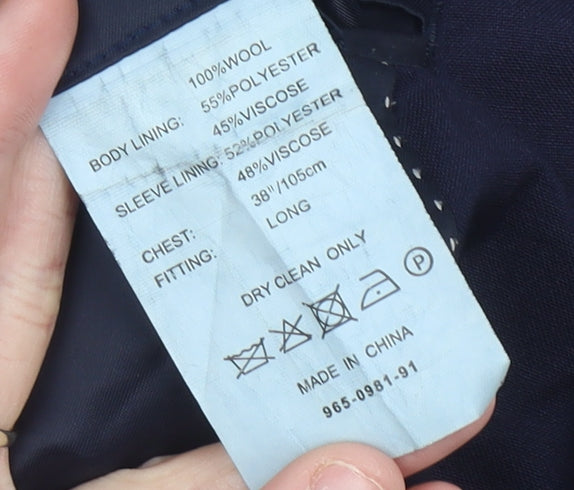 100%WOOL
BODY LINING: 55%POLYESTER
45%VISCOSE
SLEEVE LINING: 52%POLYESTER
48%VISCOSE
CHEST: 38"/105cm
FITTING: LONG
DRY CLEAN ONLY
P
MADE IN CHINA
965-0981-91